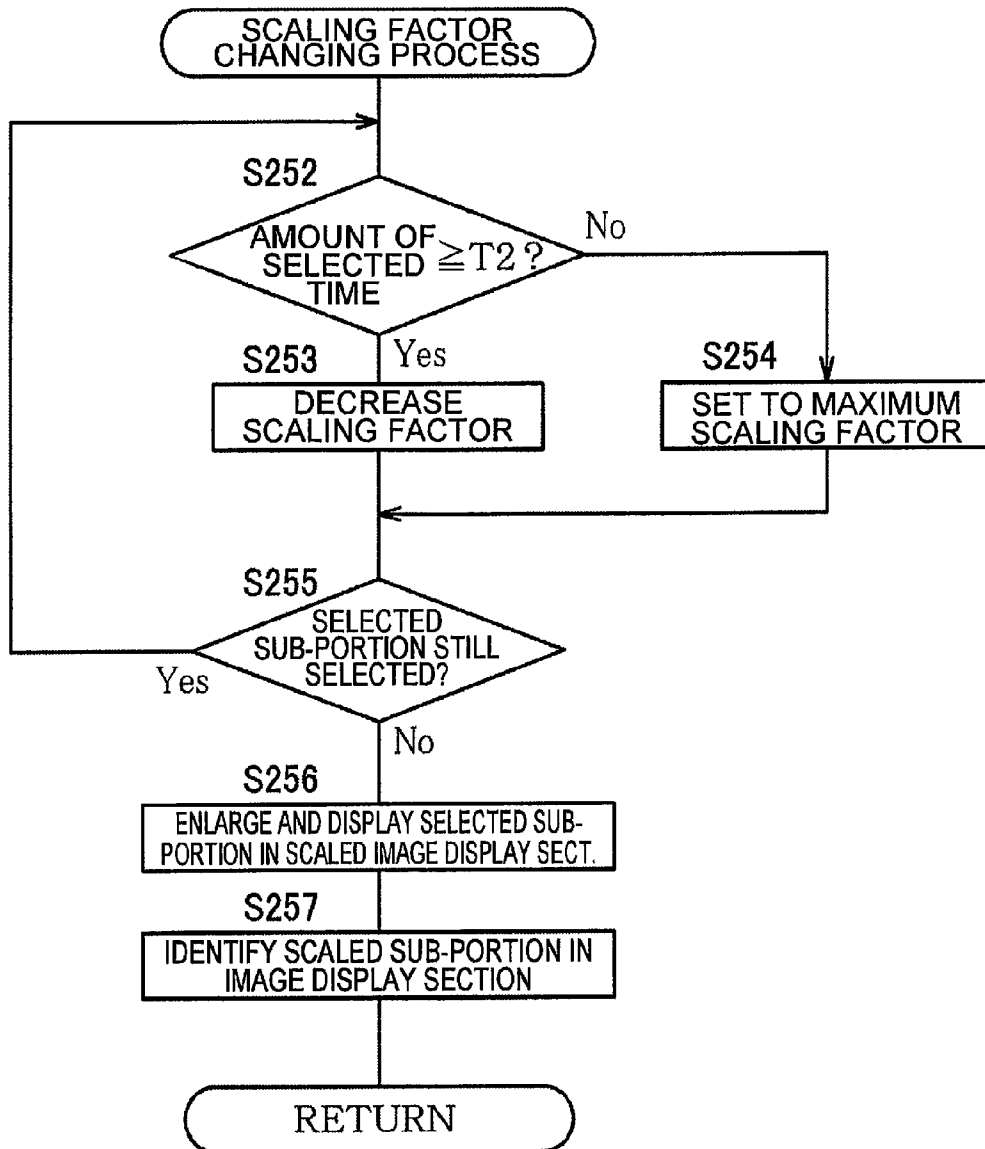 SCALING FACTOR
CHANGING PROCESS
S252
AMOUNT OF
SELECTED ≧T2?
TIME
No
Yes
S253
DECREASE
SCALING FACTOR
S254
SET TO MAXIMUM
SCALING FACTOR
S255
SELECTED
SUB-PORTION STILL
SELECTED?
Yes
No
S256
ENLARGE AND DISPLAY SELECTED SUB-
PORTION IN SCALED IMAGE DISPLAY SECT.
S257
IDENTIFY SCALED SUB-PORTION IN
IMAGE DISPLAY SECTION
RETURN